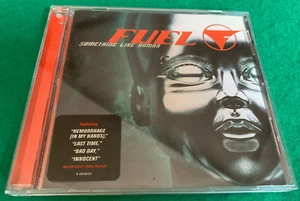 FUEL
SOMETHING LIKE HUMAN
featuring
"HEMORRHAGE
(IN MY HANDS),"
"LAST TIME,"
"BAD DAY,"
"INNOCENT"